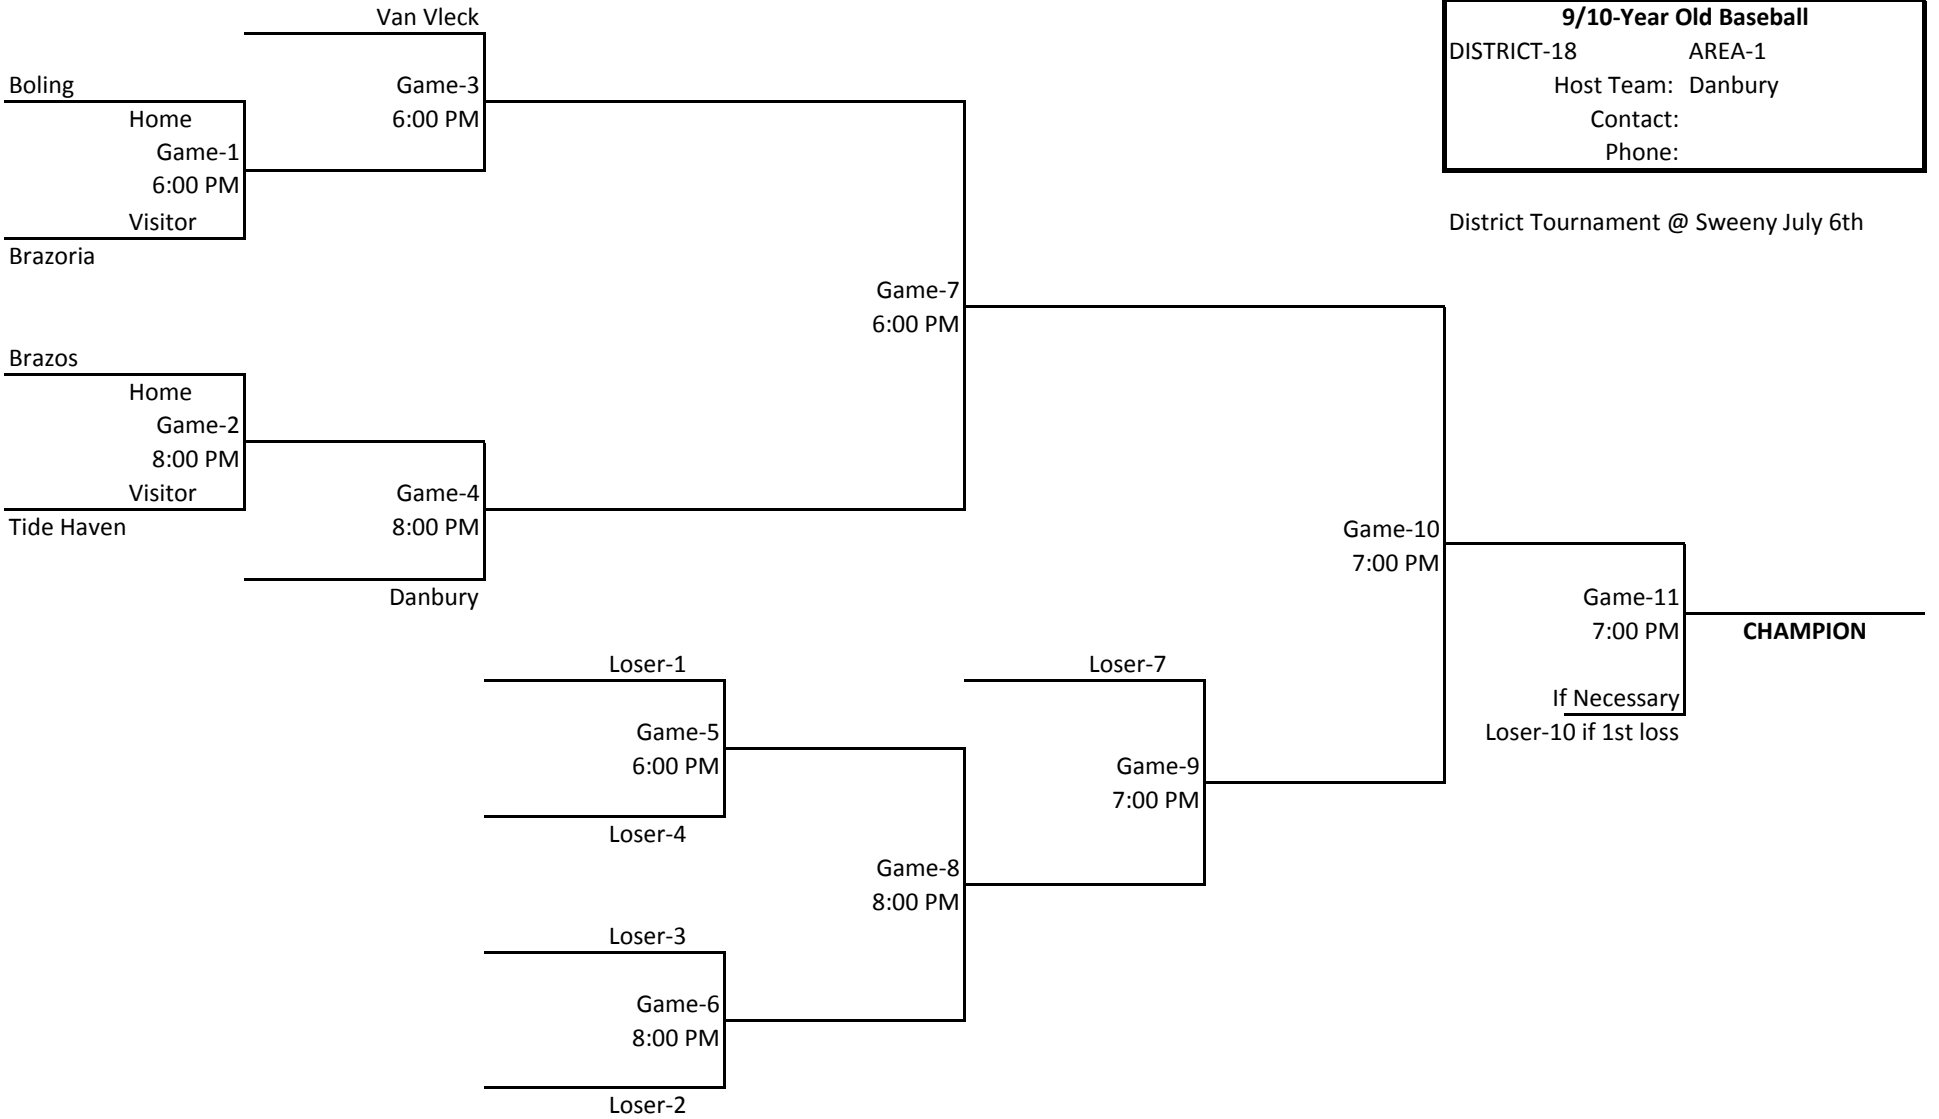 Van Vleck
9/10-Year Old Baseball
DISTRICT-18 AREA-1
Host Team: Danbury
Contact:
Phone:
District Tournament @ Sweeny July 6th
Boling
Home
Game-1
6:00 PM
Visitor
Brazoria
Game-3
6:00 PM
Brazos
Home
Game-2
8:00 PM
Visitor
Tide Haven
Game-4
8:00 PM
Danbury
Game-7
6:00 PM
Loser-1
Game-5
6:00 PM
Loser-4
Loser-3
Game-6
8:00 PM
Loser-2
Game-8
8:00 PM
Loser-7
Game-9
7:00 PM
Game-10
7:00 PM
Game-11
7:00 PM
If Necessary
Loser-10 if 1st loss
CHAMPION